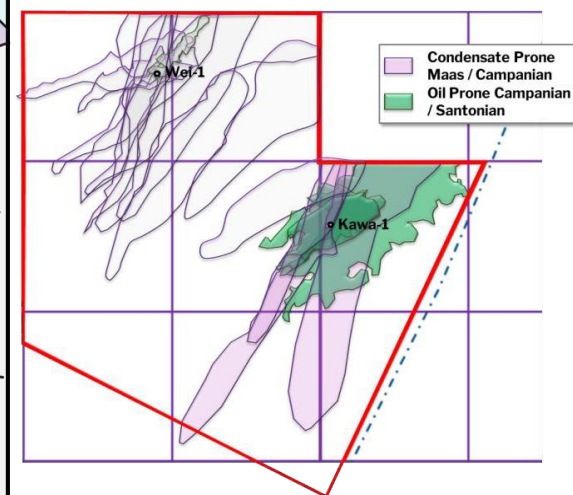 Wei-1
Condensate Prone
Maas / Campanian
Oil Prone Campanian
/ Santonian
Kawa-1